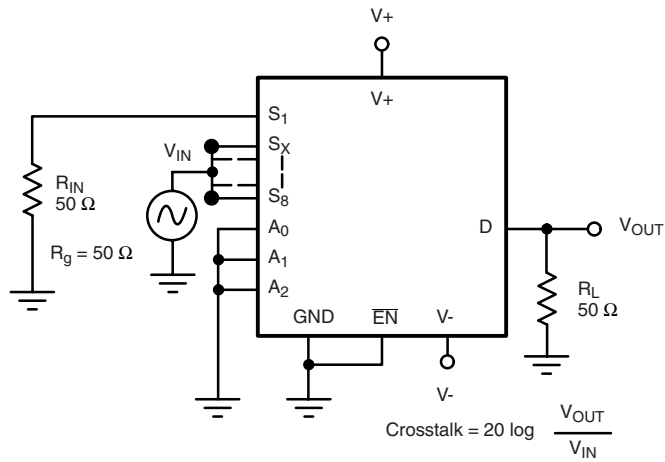 V+
V+
S1
SX
VIN
RIN
50 Ω
S8
Rg = 50 Ω
A0
D
VOUT
A1
A2
RL
50 Ω
GND
EN
V-
V-
Crosstalk = 20 log VOUT
VIN